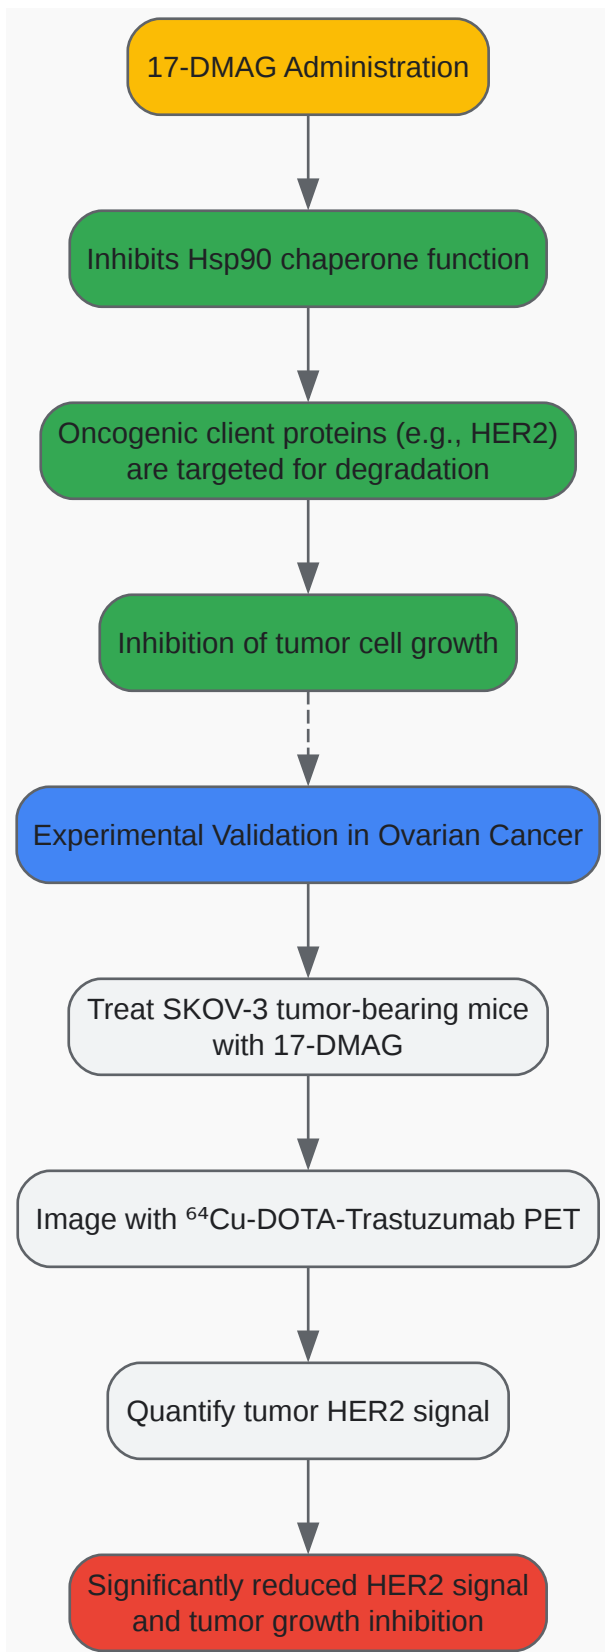 17-DMAG Administration
Inhibits Hsp90 chaperone function
Oncogenic client proteins (e.g., HER2)
are targeted for degradation
Inhibition of tumor cell growth
Experimental Validation in Ovarian Cancer
Treat SKOV-3 tumor-bearing mice
with 17-DMAG
Image with ⁶⁴Cu-DOTA-Trastuzumab PET
Quantify tumor HER2 signal
Significantly reduced HER2 signal
and tumor growth inhibition